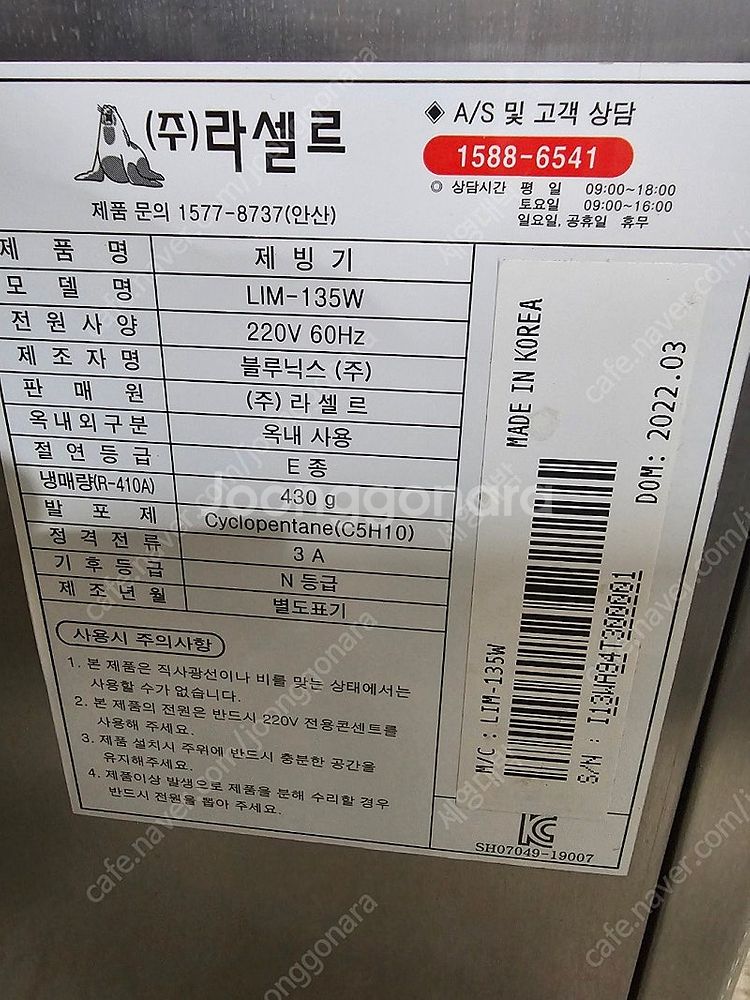 (주)라셀르
제품 문의 1577-8737(안산)
◈ A/S 및 고객 상담
1588-6541
◎ 상담시간 평 일 09:00~18:00
토요일 09:00~16:00
일요일, 공휴일 휴무
제 품 명 제 빙 기
모 델 명 LIM-135W
전 원 사 양 220V 60Hz
제 조 자 명 블루닉스 (주)
판 매 원 (주) 라 셀 르
옥내외구분 옥내 사용
절 연 등 급 E 종
냉매량(R-410A) 430 g
발 포 제 Cyclopentane(C5H10)
정 격 전 류 3 A
기 후 등 급 N 등급
제 조 년 월 별도표기
사용시 주의사항
1. 본 제품은 직사광선이나 비를 맞는 상태에서는
사용할 수가 없습니다.
2. 본 제품의 전원은 반드시 220V 전용콘센트를
사용해 주세요.
3. 제품 설치시 주위에 반드시 충분한 공간을
유지해주세요.
4. 제품이상 발생으로 제품을 분해 수리할 경우
반드시 전원을 뽑아 주세요.
MADE IN KOREA
DOM: 2022.03
M/C : LIM-135W
S/N : I13WA94T300001
SH07049-19007
joonggonara
cafe.naver.com/joonggonara